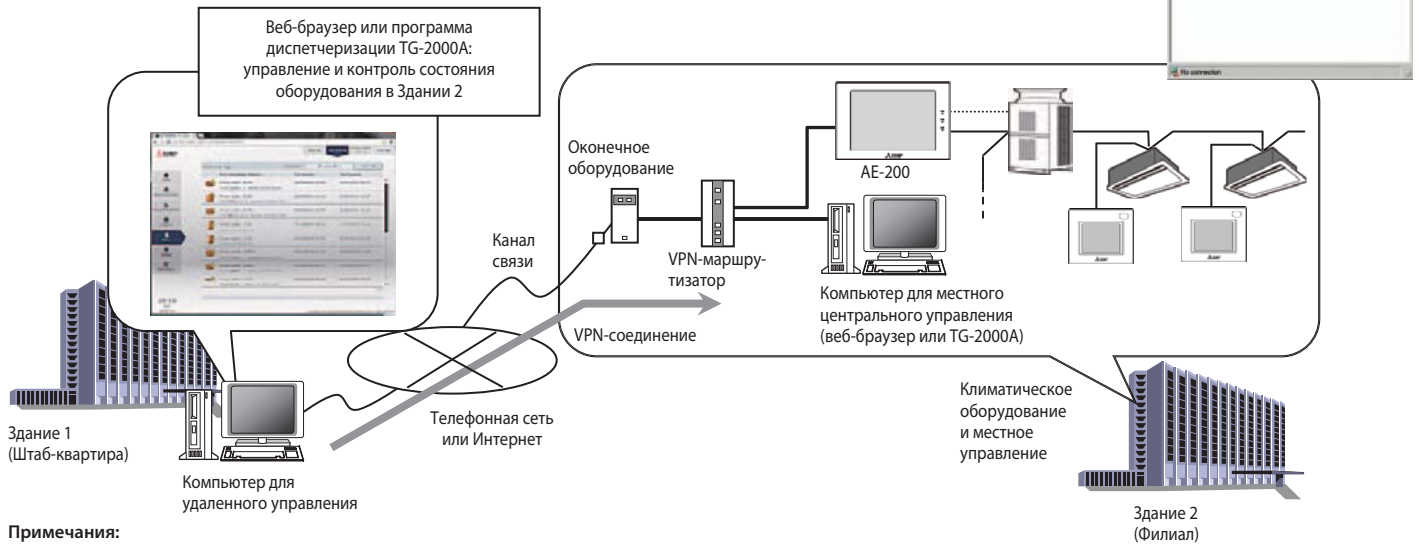 Веб-браузер или программа
диспетчеризации TG-2000A:
управление и контроль состояния
оборудования в Здании 2
No connection
Оконечное
оборудование
AE-200
Канал
связи
VPN-маршру-
тизатор
Компьютер для местного
центрального управления
(веб-браузер или TG-2000A)
VPN-соединение
Телефонная сеть
или Интернет
Климатическое
оборудование
и местное
управление
Здание 1
(Штаб-квартира)
Компьютер для
удаленного управления
Здание 2
(Филиал)
Примечания: